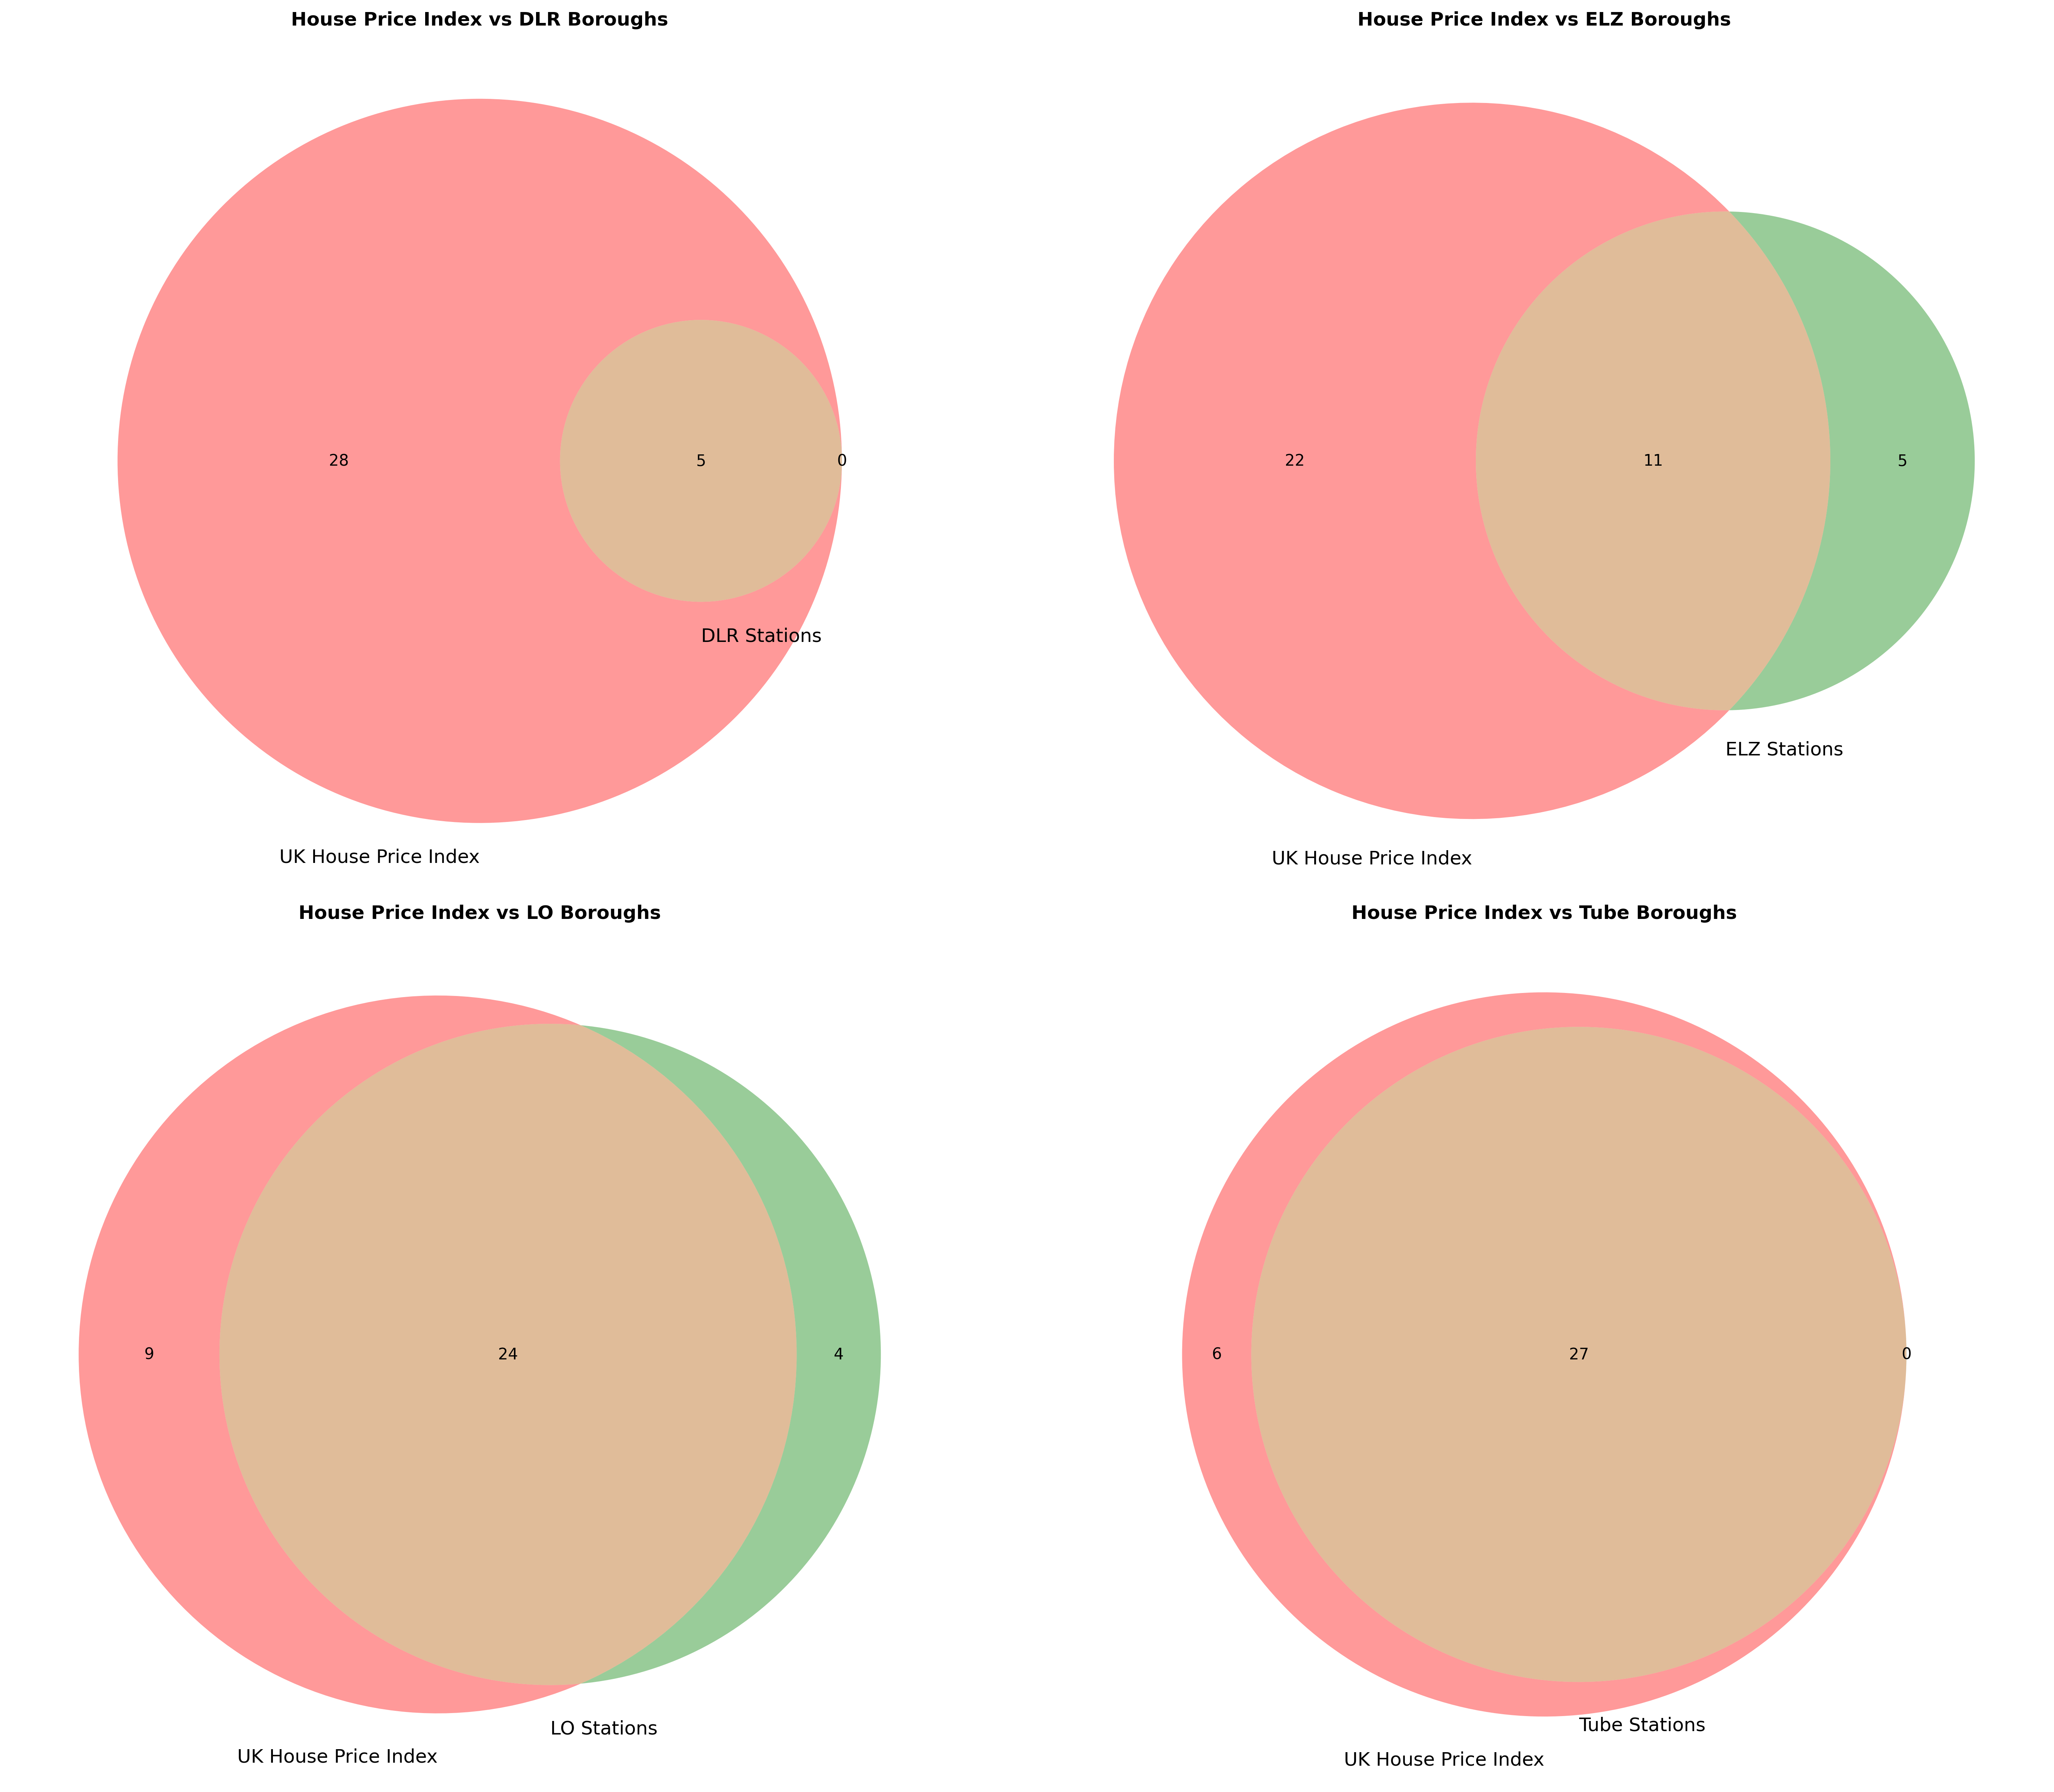 House Price Index vs DLR Boroughs
28
5
0
DLR Stations
UK House Price Index
House Price Index vs ELZ Boroughs
22
11
5
ELZ Stations
UK House Price Index
House Price Index vs LO Boroughs
9
24
4
LO Stations
UK House Price Index
House Price Index vs Tube Boroughs
6
27
0
Tube Stations
UK House Price Index